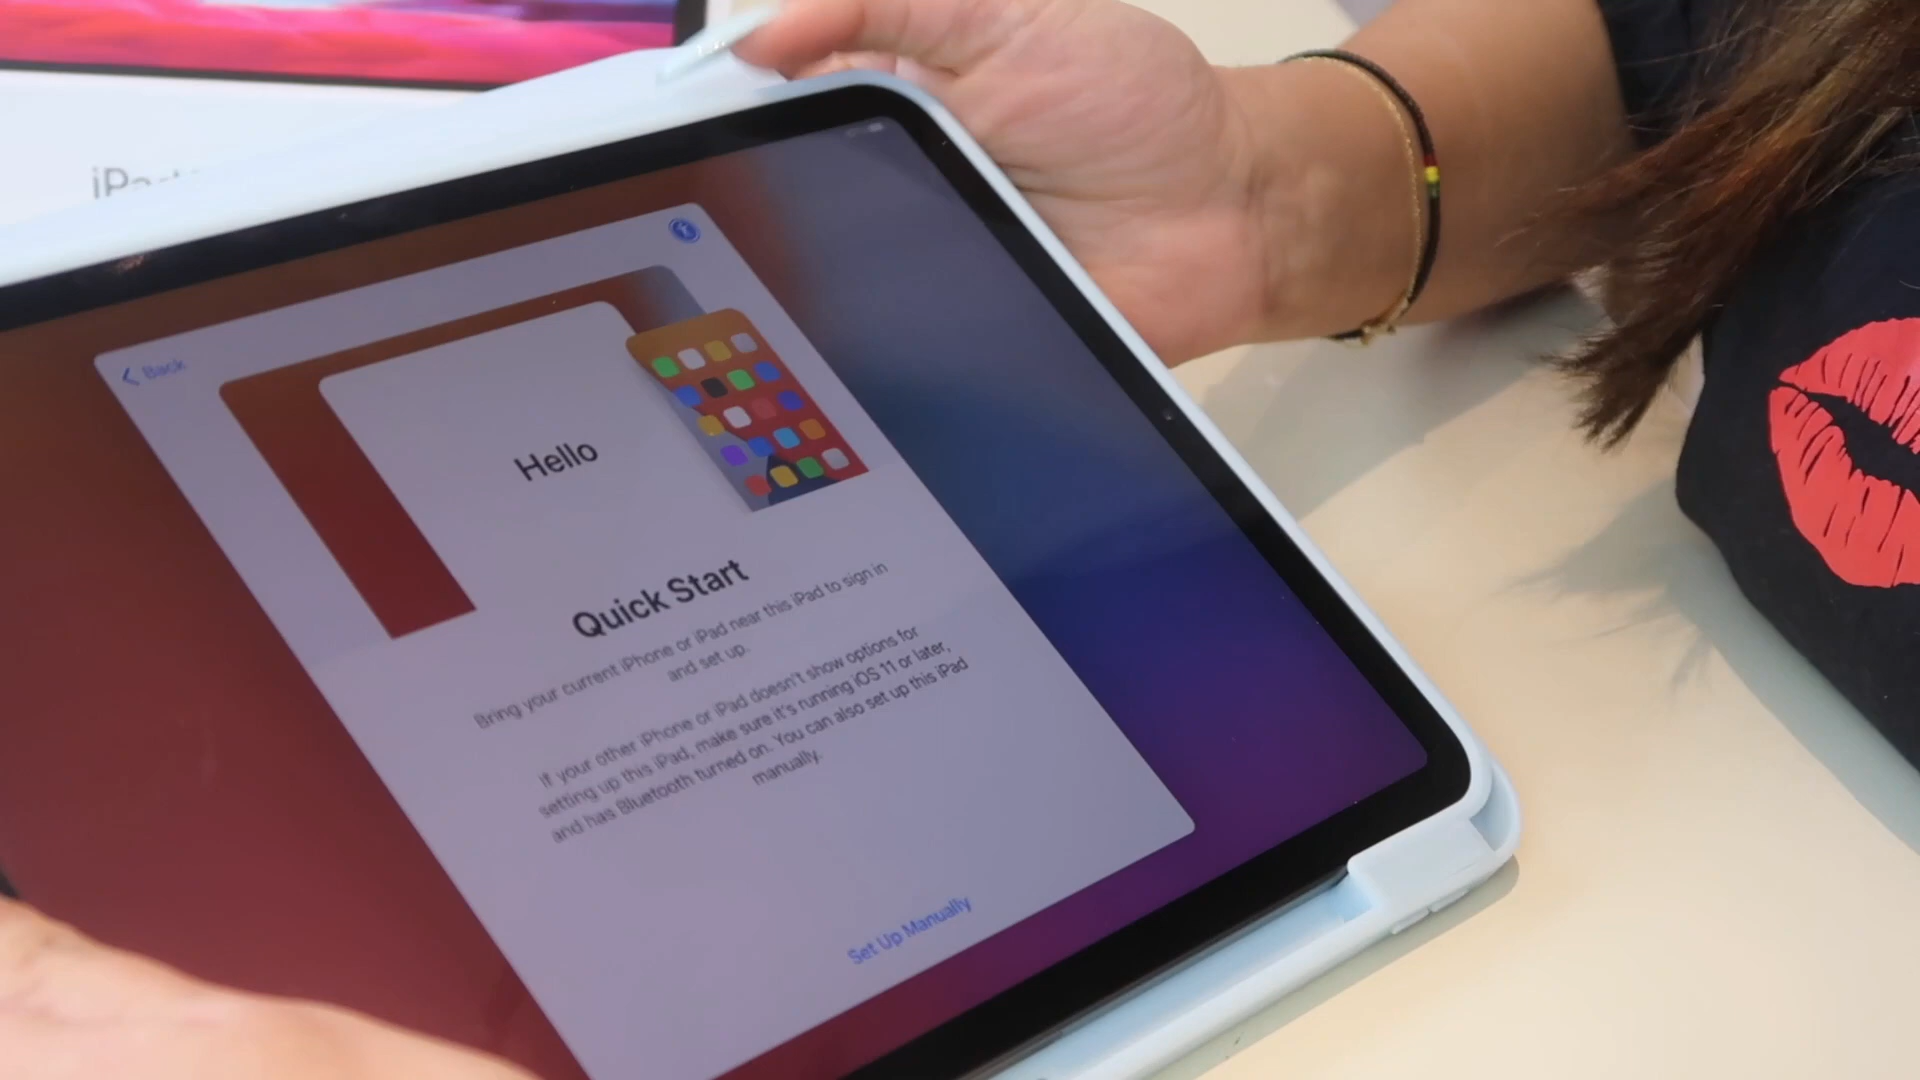 iPad
Back
Hello
Quick Start
Bring your current iPhone or iPad near this iPad to sign in
and set up.
If your other iPhone or iPad doesn't show options for
setting up this iPad, make sure it's running iOS 11 or later,
and has Bluetooth turned on. You can also set up this iPad
manually.
Set Up Manually